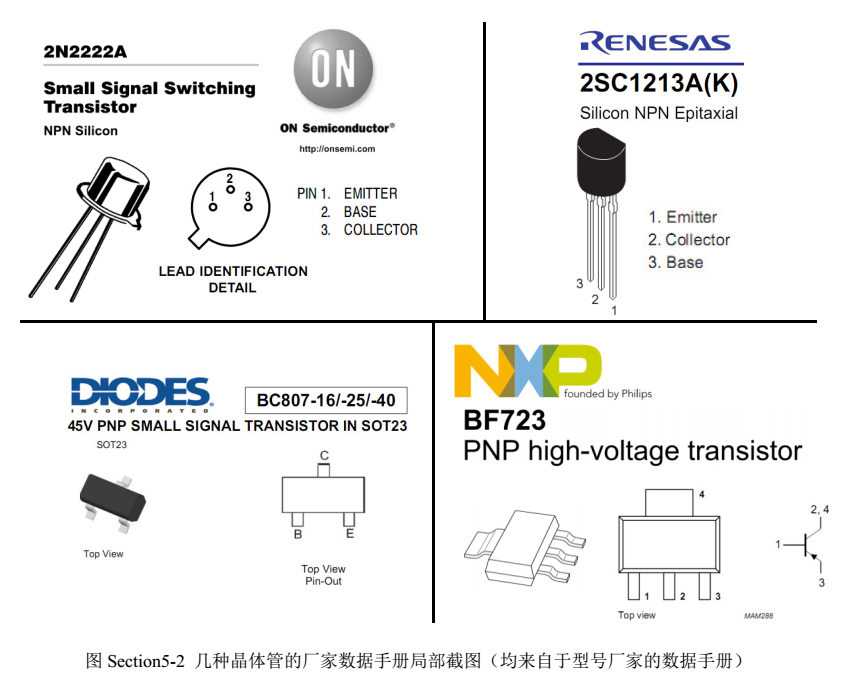 2N2222A
Small Signal Switching
Transistor
NPN Silicon
ON
ON Semiconductor®
http://onsemi.com
2
1
3
PIN 1. EMITTER
2. BASE
3. COLLECTOR
LEAD IDENTIFICATION
DETAIL
RENESAS
2SC1213A(K)
Silicon NPN Epitaxial
1. Emitter
2. Collector
3. Base
3
2
1
DIODES.
INCORPORATED
BC807-16/-25/-40
45V PNP SMALL SIGNAL TRANSISTOR IN SOT23
SOT23
C
B
E
Top View
Top View
Pin-Out
NXP
founded by Philips
BF723
PNP high-voltage transistor
4
1
2
3
Top view
2, 4
1
3
MAM288
图 Section5-2 几种晶体管的厂家数据手册局部截图（均来自于型号厂家的数据手册）